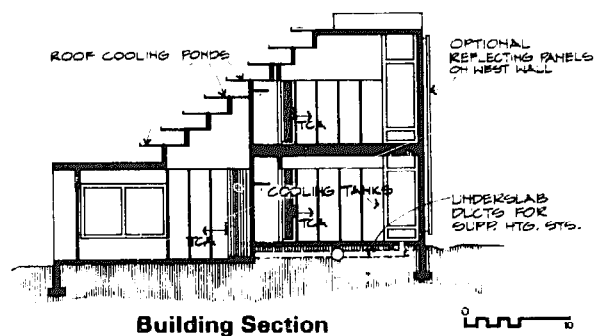 ROOF COOLING PONDS
OPTIONAL
REFLECTING PANELS
ON WEST WALL
TCA
COOLING TANKS
TCA
TCA
UNDERSLAB
DUCTS FOR
SUPP. HTG. STS.
Building Section
0
10